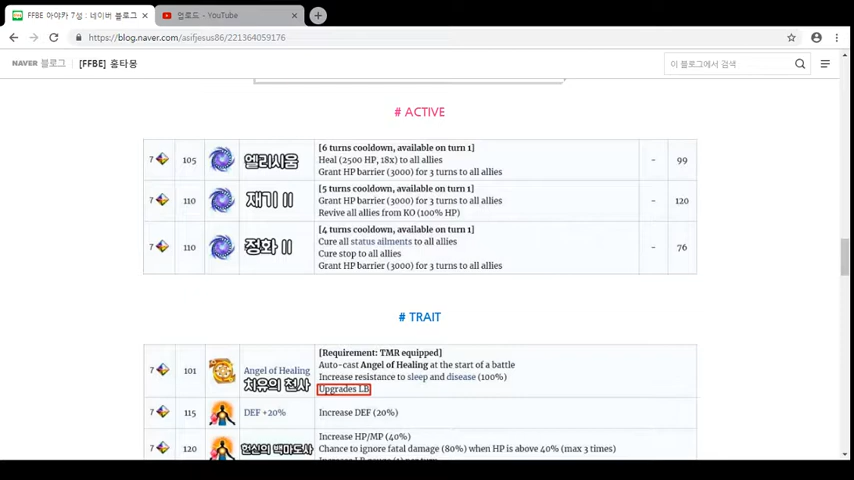 FFBE 아야카 7성 : 네이버 블로그
업로드 - YouTube
https://blog.naver.com/asifjesus86/221364059176
NAVER 블로그
[FFBE] 홀타몽
이 블로그에서 검색
# ACTIVE
7 105 엘리시움
[6 turns cooldown, available on turn 1]
Heal (2500 HP, 18x) to all allies
Grant HP barrier (3000) for 3 turns to all allies
- 99
7 110 재기 II
[5 turns cooldown, available on turn 1]
Grant HP barrier (3000) for 3 turns to all allies
Revive all allies from KO (100% HP)
- 120
7 110 정화 II
[4 turns cooldown, available on turn 1]
Cure all status ailments to all allies
Cure stop to all allies
Grant HP barrier (3000) for 3 turns to all allies
- 76
# TRAIT
7 101 Angel of Healing
치유의 천사
[Requirement: TMR equipped]
Auto-cast Angel of Healing at the start of a battle
Increase resistance to sleep and disease (100%)
Upgrades LB
7 115 DEF +20%
Increase DEF (20%)
7 120 헌신의 백마도사
Increase HP/MP (40%)
Chance to ignore fatal damage (80%) when HP is above 40% (max 3 times)